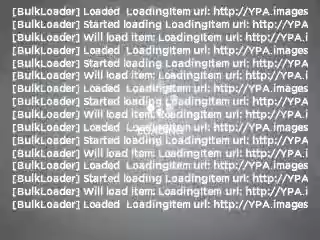 [BulkLoader] Loaded LoadingItem url: http://YPA.images
[BulkLoader] Started loading LoadingItem url: http://YPA
[BulkLoader] Will load item: LoadingItem url: http://YPA.i
[BulkLoader] Loaded LoadingItem url: http://YPA.images
[BulkLoader] Started loading LoadingItem url: http://YPA
[BulkLoader] Will load item: LoadingItem url: http://YPA.i
[BulkLoader] Loaded LoadingItem url: http://YPA.images
[BulkLoader] Started loading LoadingItem url: http://YPA
[BulkLoader] Will load item: LoadingItem url: http://YPA.i
[BulkLoader] Loaded LoadingItem url: http://YPA.images
[BulkLoader] Started loading LoadingItem url: http://YPA
[BulkLoader] Will load item: LoadingItem url: http://YPA.i
[BulkLoader] Loaded LoadingItem url: http://YPA.images
[BulkLoader] Started loading LoadingItem url: http://YPA
[BulkLoader] Will load item: LoadingItem url: http://YPA.i
[BulkLoader] Loaded LoadingItem url: http://YPA.images